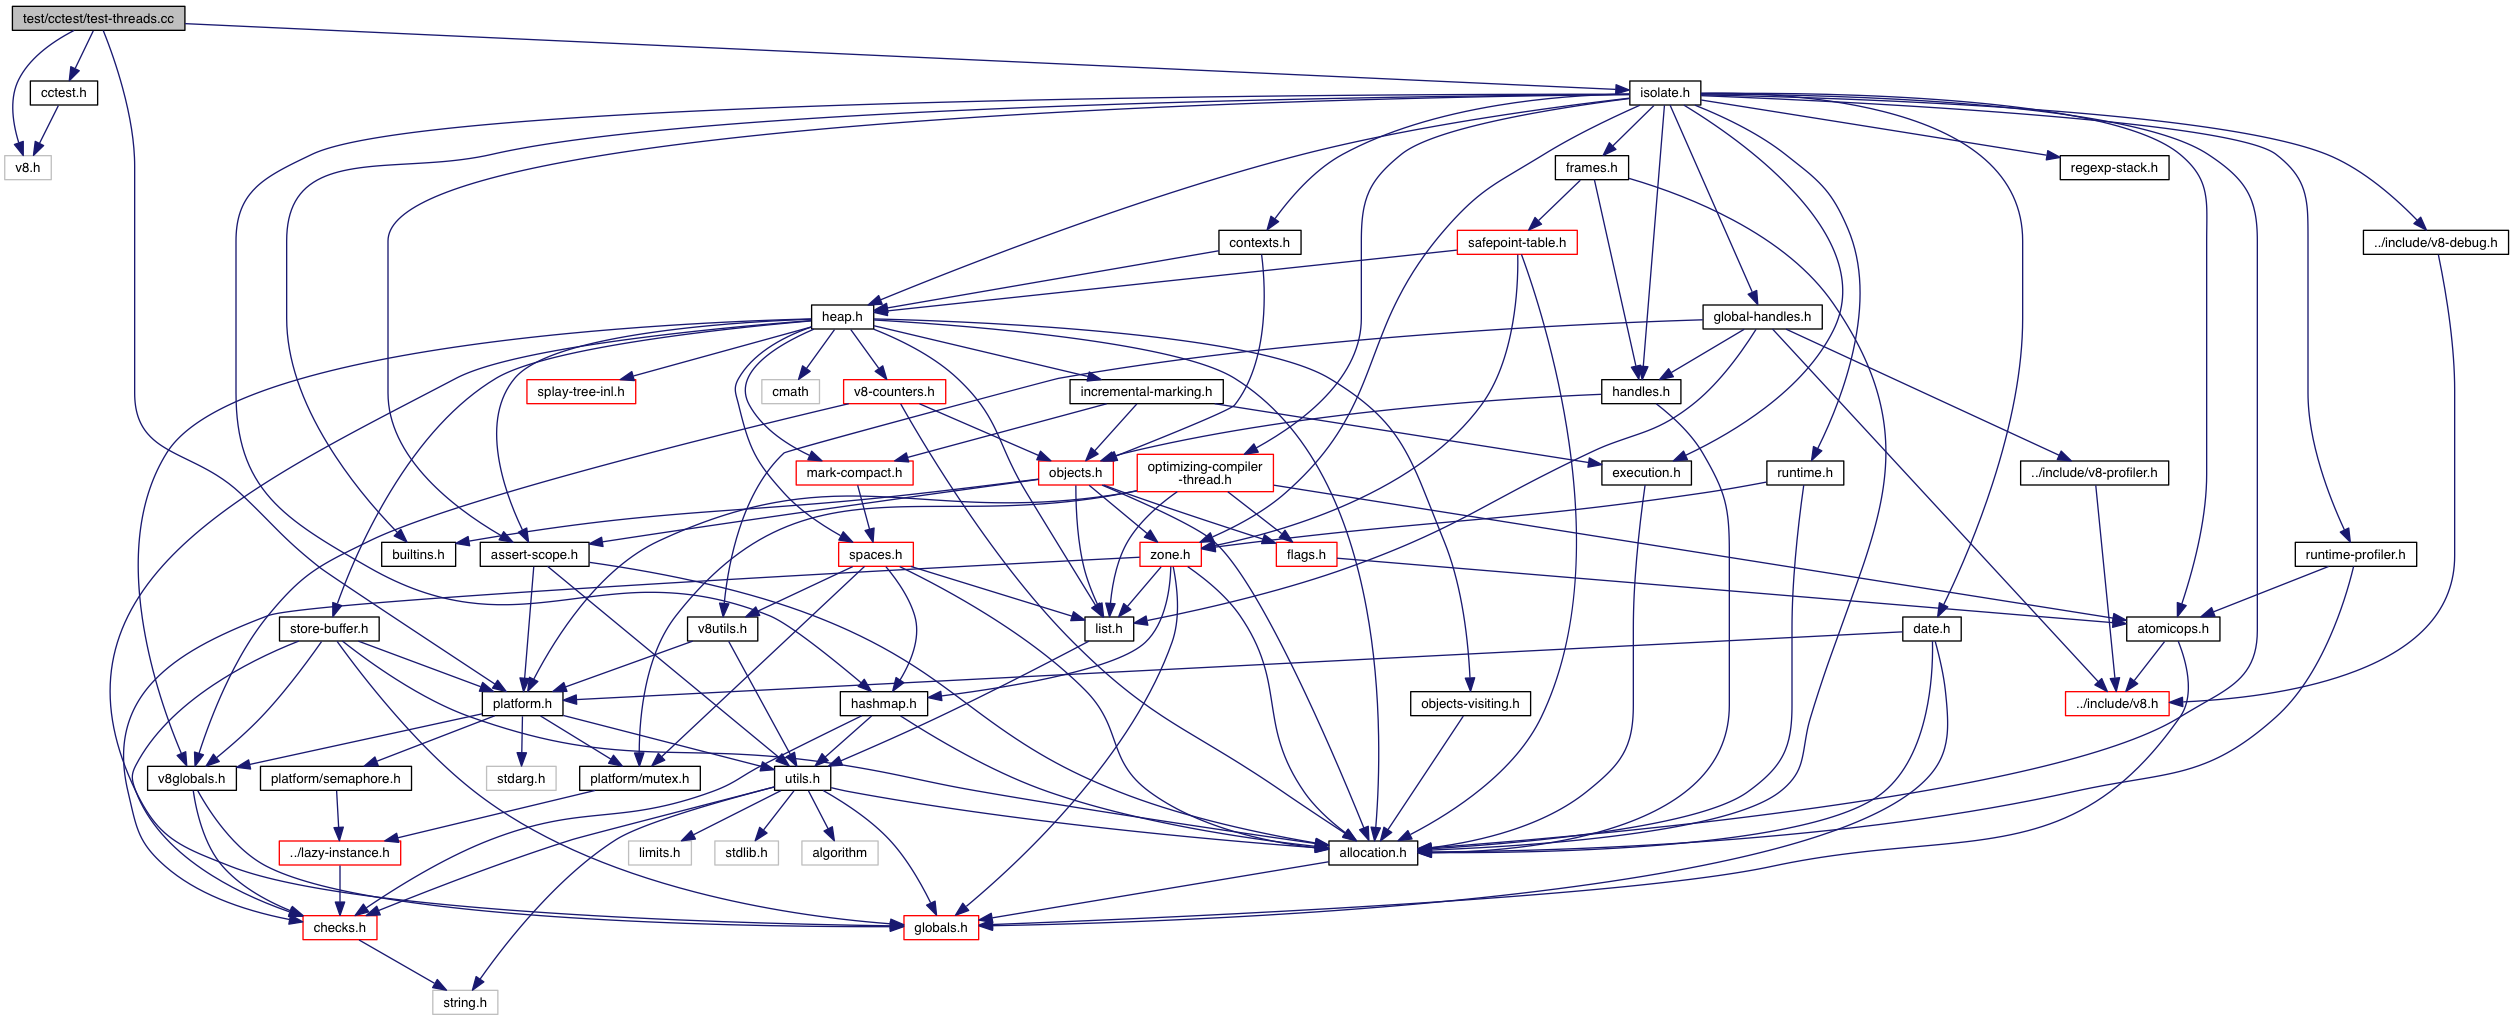 test/cctest/test-threads.cc
cctest.h
isolate.h
v8.h
frames.h
regexp-stack.h
contexts.h
safepoint-table.h
../include/v8-debug.h
heap.h
global-handles.h
splay-tree-inl.h
cmath
v8-counters.h
incremental-marking.h
handles.h
mark-compact.h
objects.h
optimizing-compiler
-thread.h
execution.h
runtime.h
../include/v8-profiler.h
builtins.h
assert-scope.h
spaces.h
zone.h
flags.h
runtime-profiler.h
store-buffer.h
v8utils.h
list.h
date.h
atomicops.h
platform.h
hashmap.h
objects-visiting.h
../include/v8.h
v8globals.h
platform/semaphore.h
stdarg.h
platform/mutex.h
utils.h
../lazy-instance.h
limits.h
stdlib.h
algorithm
allocation.h
checks.h
globals.h
string.h